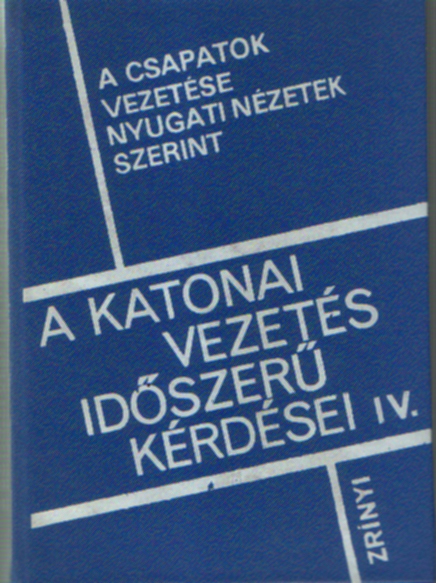 A CSAPATOK
VEZETÉSE
NYUGATI NÉZETEK
SZERINT
A KATONAI
VEZETÉS
IDŐSZERŰ
KÉRDÉSEI IV.
ZRÍNYI